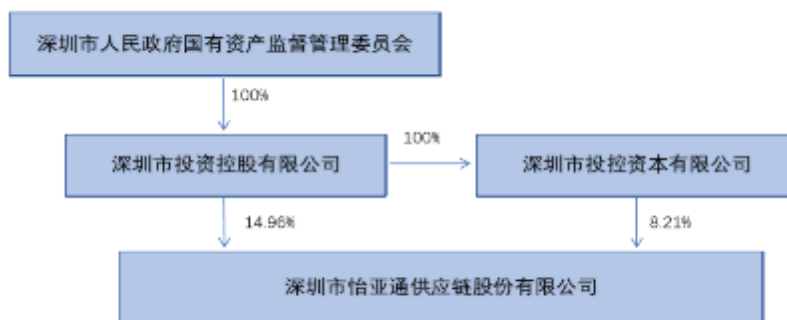 深圳市人民政府国有资产监督管理委员会
100%
深圳市投资控股有限公司
100%
深圳市投控资本有限公司
14.96%
8.21%
深圳市怡亚通供应链股份有限公司